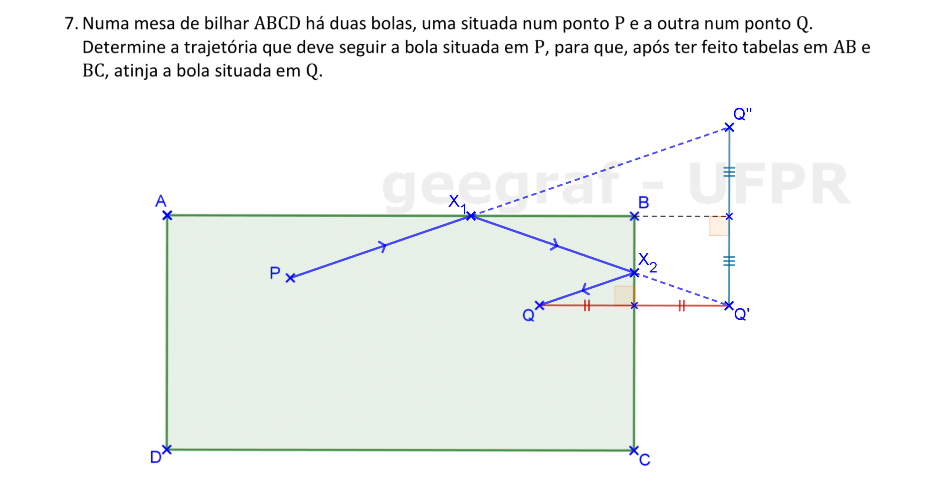 7. Numa mesa de bilhar ABCD há duas bolas, uma situada num ponto P e a outra num ponto Q.
Determine a trajetória que deve seguir a bola situada em P, para que, após ter feito tabelas em AB e
BC, atinja a bola situada em Q.
Q"
geegraf - UFPR
A
X1
B
P
X2
Q
Q'
D
C